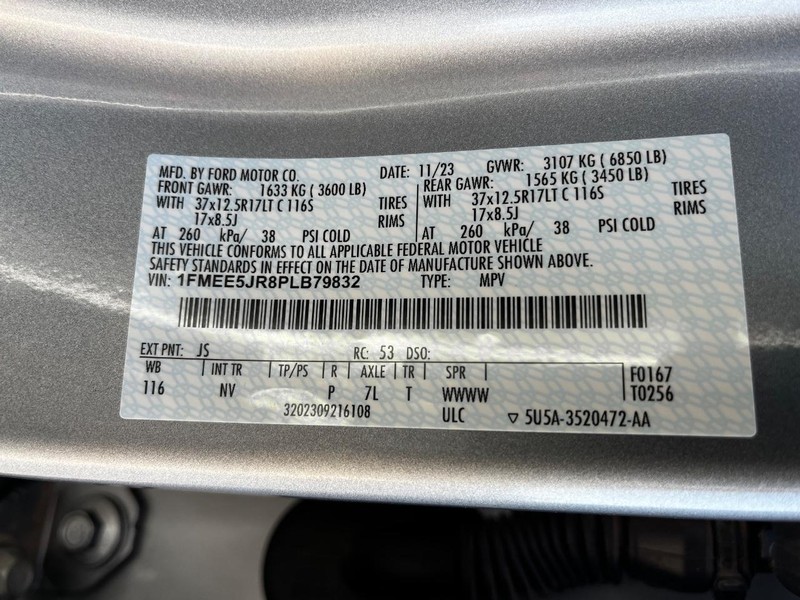 MFD. BY FORD MOTOR CO. DATE: 11/23 GVWR: 3107 KG ( 6850 LB)
FRONT GAWR: 1633 KG ( 3600 LB) REAR GAWR: 1565 KG ( 3450 LB)
WITH 37x12.5R17LT C 116S TIRES WITH 37x12.5R17LT C 116S TIRES
17x8.5J RIMS 17x8.5J RIMS
AT 260 kPa/ 38 PSI COLD AT 260 kPa/ 38 PSI COLD
THIS VEHICLE CONFORMS TO ALL APPLICABLE FEDERAL MOTOR VEHICLE
SAFETY STANDARDS IN EFFECT ON THE DATE OF MANUFACTURE SHOWN ABOVE.
VIN: 1FMEE5JR8PLB79832 TYPE: MPV
EXT PNT: JS RC: 53 DSO:
WB INT TR TP/PS R AXLE TR SPR F0167
116 NV P 7L T WWWW T0256
3202309216108 ULC ▽ 5U5A-3520472-AA